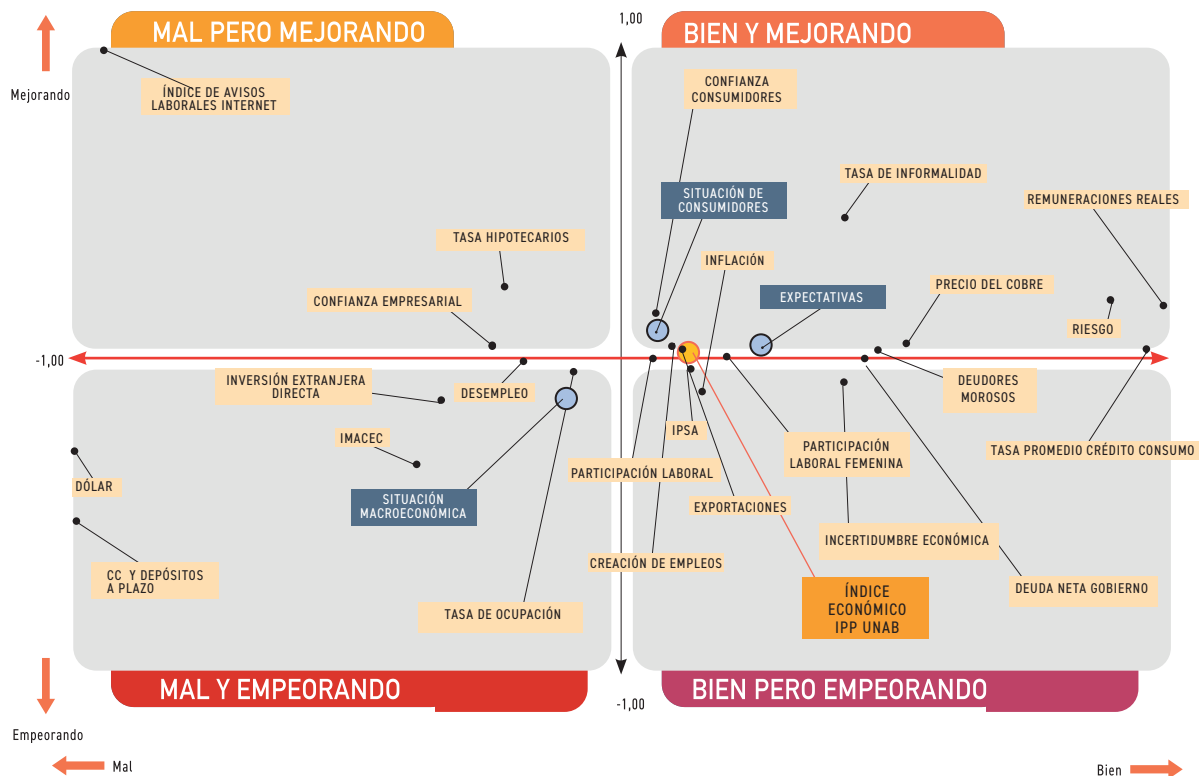 1,00
MAL PERO MEJORANDO
BIEN Y MEJORANDO
Mejorando
ÍNDICE DE AVISOS
LABORALES INTERNET
CONFIANZA
CONSUMIDORES
TASA DE INFORMALIDAD
SITUACIÓN DE
CONSUMIDORES
REMUNERACIONES REALES
TASA HIPOTECARIOS
INFLACIÓN
CONFIANZA EMPRESARIAL
EXPECTATIVAS
PRECIO DEL COBRE
RIESGO
-1,00
INVERSIÓN EXTRANJERA
DIRECTA
DESEMPLEO
DEUDORES
MOROSOS
IMACEC
IPSA
PARTICIPACIÓN
LABORAL FEMENINA
TASA PROMEDIO CRÉDITO CONSUMO
DÓLAR
PARTICIPACIÓN LABORAL
SITUACIÓN
MACROECONÓMICA
EXPORTACIONES
INCERTIDUMBRE ECONÓMICA
CC Y DEPÓSITOS
A PLAZO
CREACIÓN DE EMPLEOS
DEUDA NETA GOBIERNO
TASA DE OCUPACIÓN
ÍNDICE
ECONÓMICO
IPP UNAB
MAL Y EMPEORANDO
BIEN PERO EMPEORANDO
-1,00
Empeorando
Mal
Bien